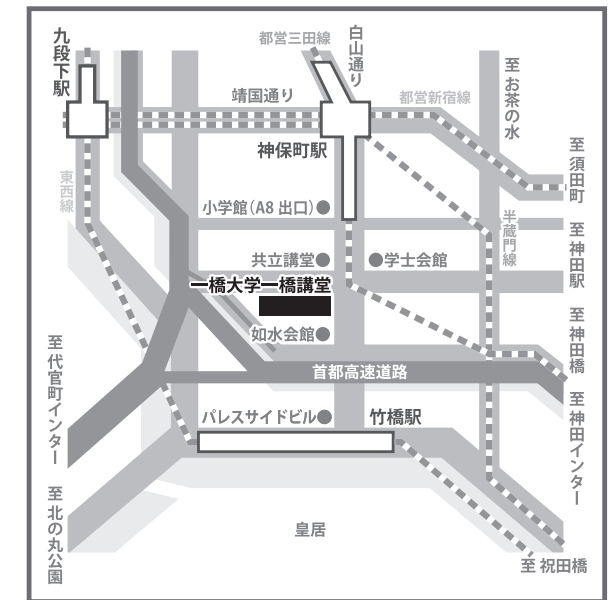 九段下駅
都営三田線
白山通り
至 お茶の水
靖国通り
都営新宿線
神保町駅
至 須田町
東西線
小学館（A8 出口）
半蔵門線
至 神田駅
共立講堂
学士会館
一橋大学一橋講堂
如水会館
至 神田橋
首都高速道路
至 代官町インター
至 神田インター
パレスサイドビル
竹橋駅
至 北の丸公園
皇居
至 祝田橋